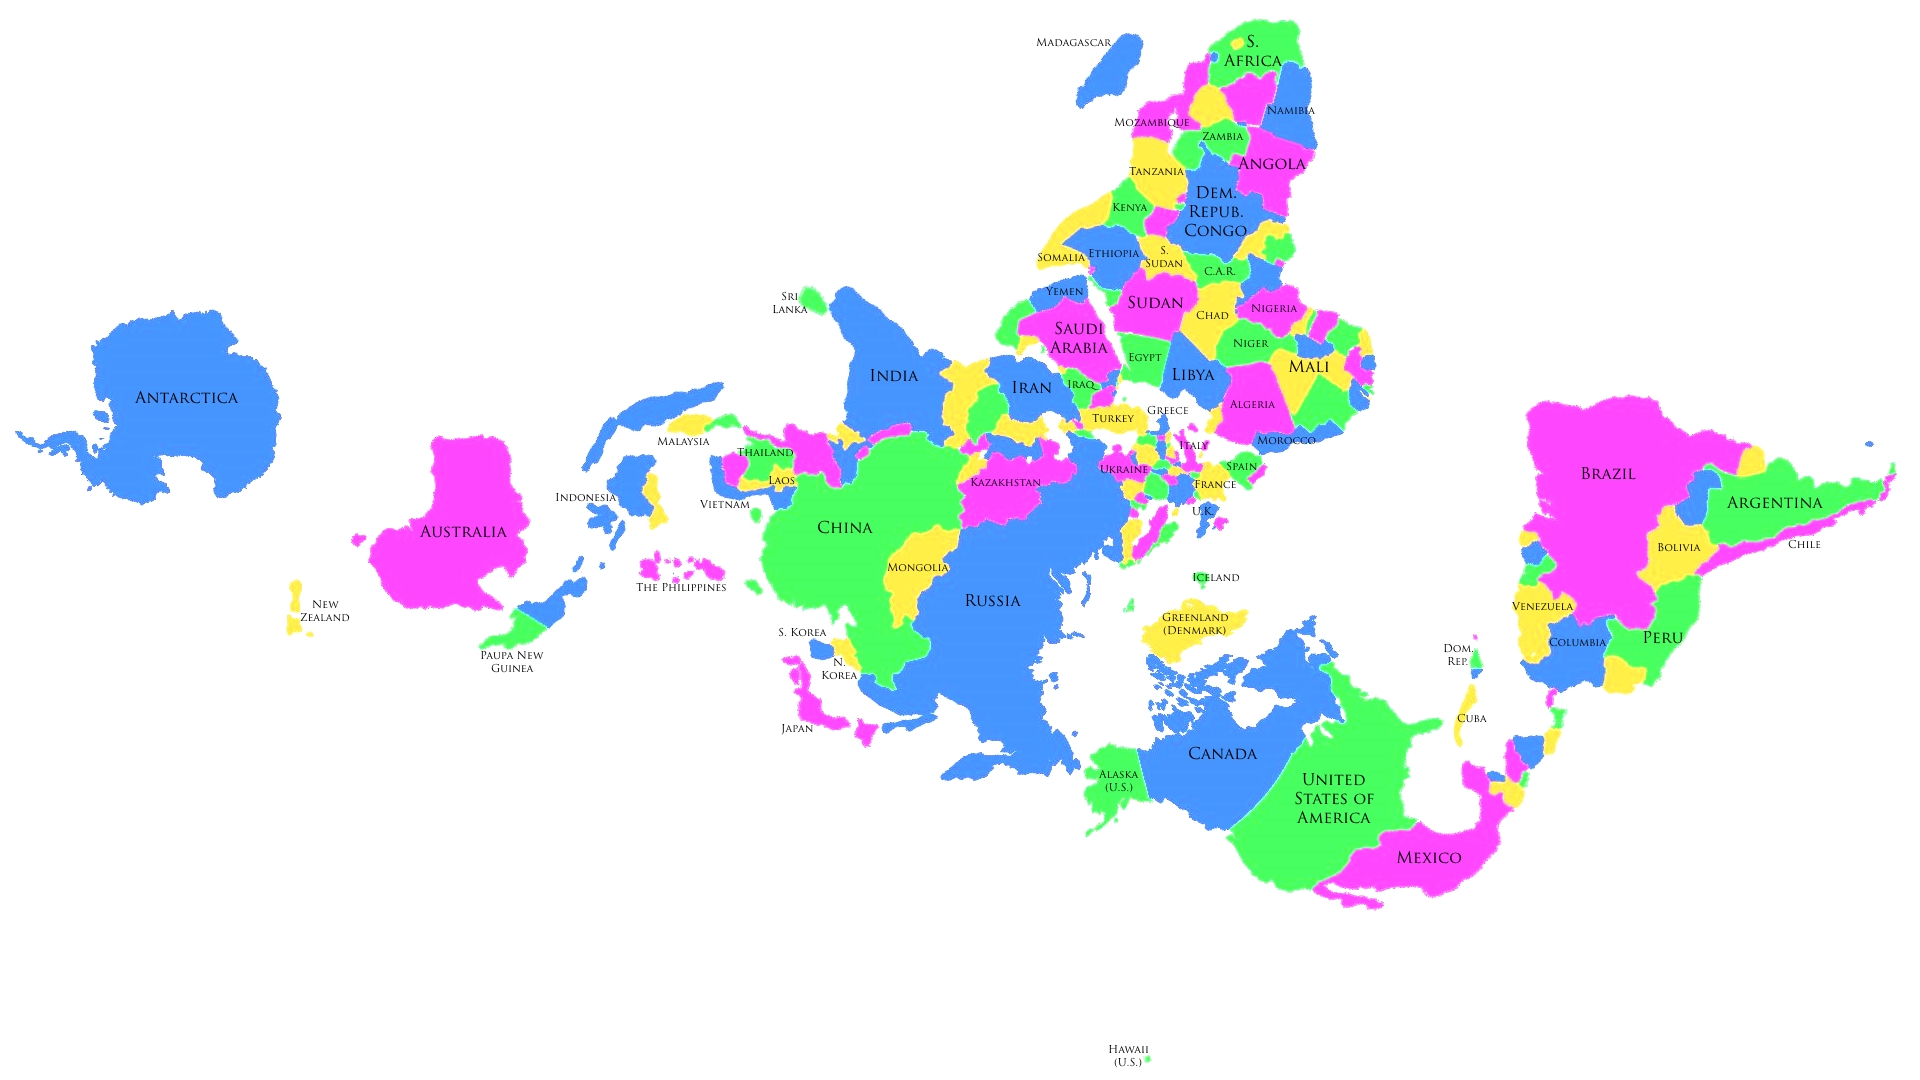 Madagascar
S.
Africa
Namibia
Mozambique
Zambia
Angola
Tanzania
Dem.
Repub.
Congo
Kenya
Somalia
Ethiopia
S.
Sudan
C.A.R.
Yemen
Sudan
Chad
Nigeria
Sri
Lanka
Saudi
Arabia
Egypt
Niger
Libya
Mali
India
Iran
Iraq
Algeria
Antarctica
Turkey
Greece
Morocco
Malaysia
Thailand
Italy
Ukraine
Spain
France
Laos
Kazakhstan
Brazil
Argentina
Indonesia
Vietnam
U.K.
Australia
China
Bolivia
Chile
Mongolia
The Philippines
Iceland
Russia
New
Zealand
Greenland
(Denmark)
Venezuela
Paupa New
Guinea
S. Korea
N.
Korea
Columbia
Peru
Dom.
Rep.
Cuba
Japan
Canada
Alaska
(U.S.)
United
States of
America
Mexico
Hawaii
(U.S.)